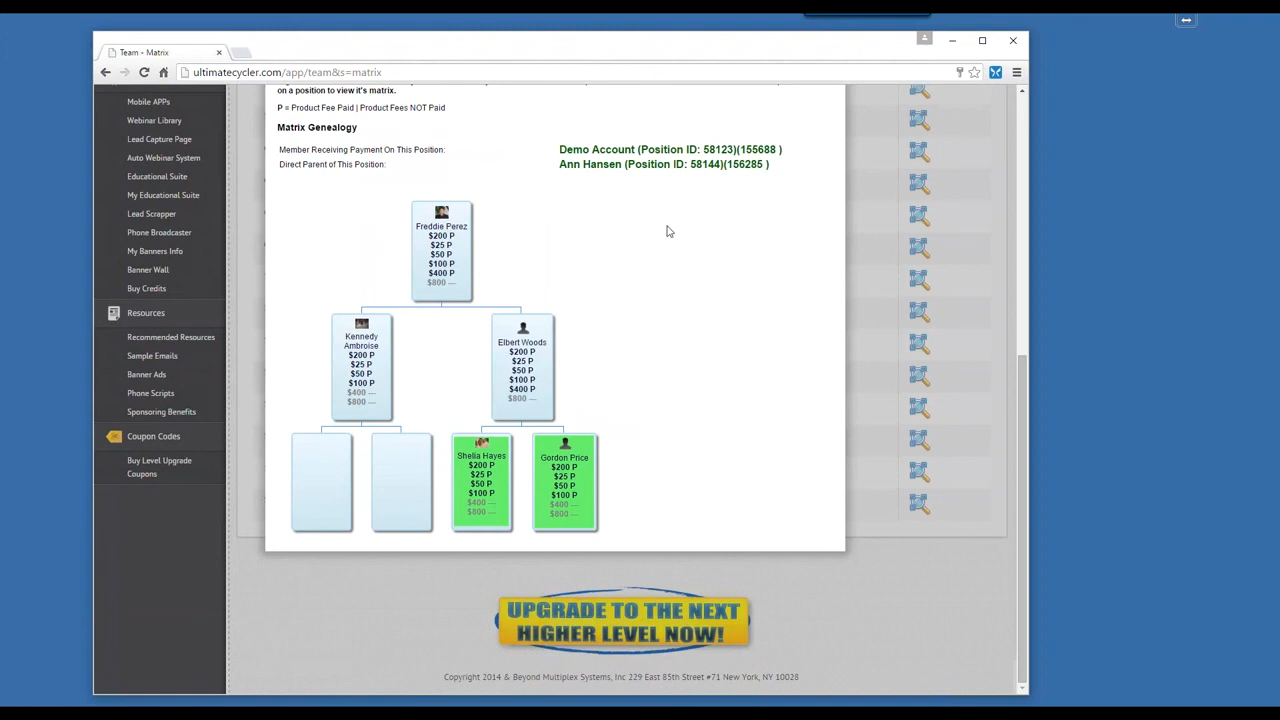 Team - Matrix
ultimatecycler.com/app/team&s=matrix
Mobile APPs
Webinar Library
Lead Capture Page
Auto Webinar System
Educational Suite
My Educational Suite
Lead Scrapper
Phone Broadcaster
My Banners Info
Banner Wall
Buy Credits
Resources
Recommended Resources
Sample Emails
Banner Ads
Phone Scripts
Sponsoring Benefits
Coupon Codes
Buy Level Upgrade
Coupons
on a position to view it's matrix.
P = Product Fee Paid | Product Fees NOT Paid
Matrix Genealogy
Member Receiving Payment On This Position:
Demo Account (Position ID: 58123)(155688 )
Direct Parent of This Position:
Ann Hansen (Position ID: 58144)(156285 )
Freddie Perez
$200 P
$25 P
$50 P
$100 P
$400 P
$800 ---
Kennedy
Ambroise
$200 P
$25 P
$50 P
$100 P
$400 ---
$800 ---
Elbert Woods
$200 P
$25 P
$50 P
$100 P
$400 P
$800 ---
Shelia Hayes
$200 P
$25 P
$50 P
$100 P
$400 ---
$800 ---
Gordon Price
$200 P
$25 P
$50 P
$100 P
$400 ---
$800 ---
UPGRADE TO THE NEXT
HIGHER LEVEL NOW!
Copyright 2014 & Beyond Multiplex Systems, Inc 229 East 85th Street #71 New York, NY 10028